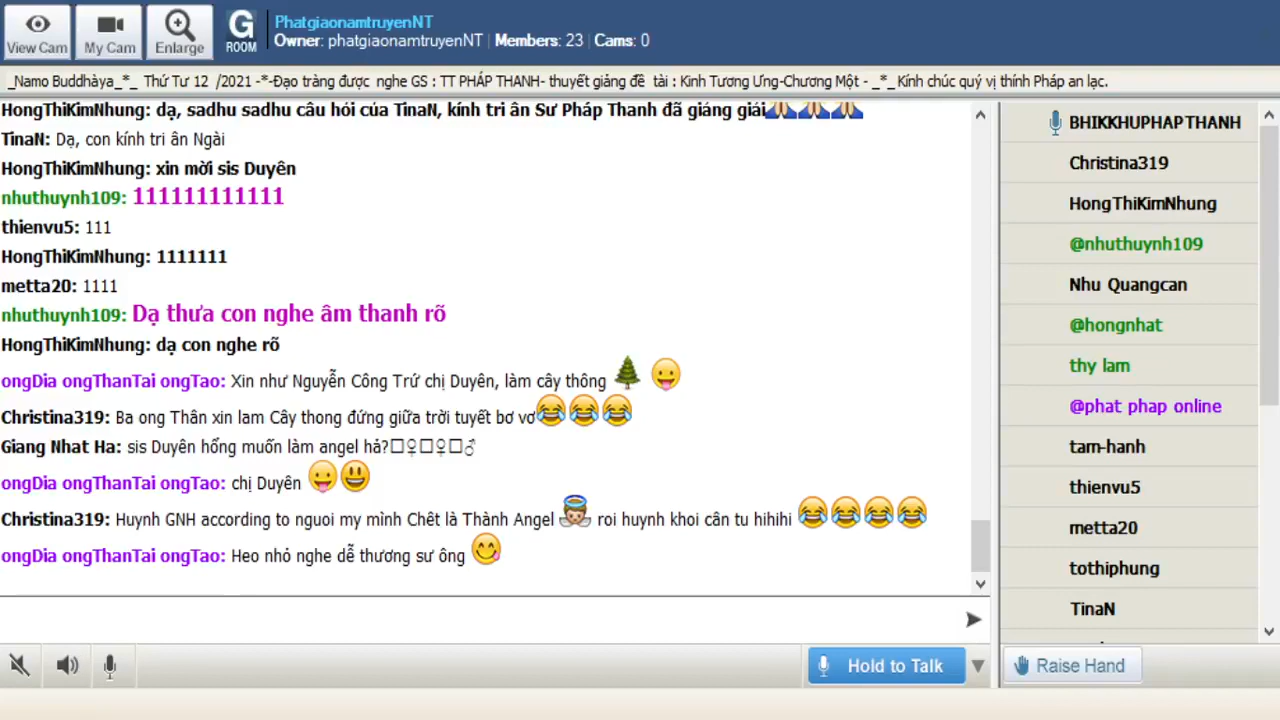 View Cam
My Cam
Enlarge
G
ROOM
PhatgiaonamtruyenNT
Owner: phatgiaonamtruyenNT | Members: 23 | Cams: 0
_Namo Buddhàya_*_ Thứ Tư 12 /2021 -*-Đạo tràng được nghe GS : TT PHÁP THANH- thuyết giảng đề tài : Kinh Tương Ưng-Chương Một - _*_ Kính chúc quý vị thính Pháp an lạc.
HongThiKimNhung: dạ, sadhu sadhu câu hỏi của TinaN, kính tri ân Sư Pháp Thanh đã giảng giải🙏🙏🙏
TinaN: Dạ, con kính tri ân Ngài
HongThiKimNhung: xin mời sis Duyên
nhuthuynh109: 111111111111
thienvu5: 111
HongThiKimNhung: 1111111
metta20: 1111
nhuthuynh109: Dạ thưa con nghe âm thanh rõ
HongThiKimNhung: dạ con nghe rõ
ongDia ongThanTai ongTao: Xin như Nguyễn Công Trứ chị Duyên, làm cây thông 🌲 😛
Christina319: Ba ong Thân xin lam Cây thong đứng giữa trời tuyết bơ vơ😂😂😂
Giang Nhat Ha: sis Duyên hổng muốn làm angel hả?□♀□♀□♂
ongDia ongThanTai ongTao: chị Duyên 😛😃
Christina319: Huynh GNH according to nguoi my mình Chêt là Thành Angel 👼 roi huynh khoi cân tu hihihi 😂😂😂😂
ongDia ongThanTai ongTao: Heo nhỏ nghe dễ thương sư ông 😋
Hold to Talk
BHIKKHUPHAPTHANH
Christina319
HongThiKimNhung
@nhuthuynh109
Nhu Quangcan
@hongnhat
thy lam
@phat phap online
tam-hanh
thienvu5
metta20
tothiphung
TinaN
Raise Hand